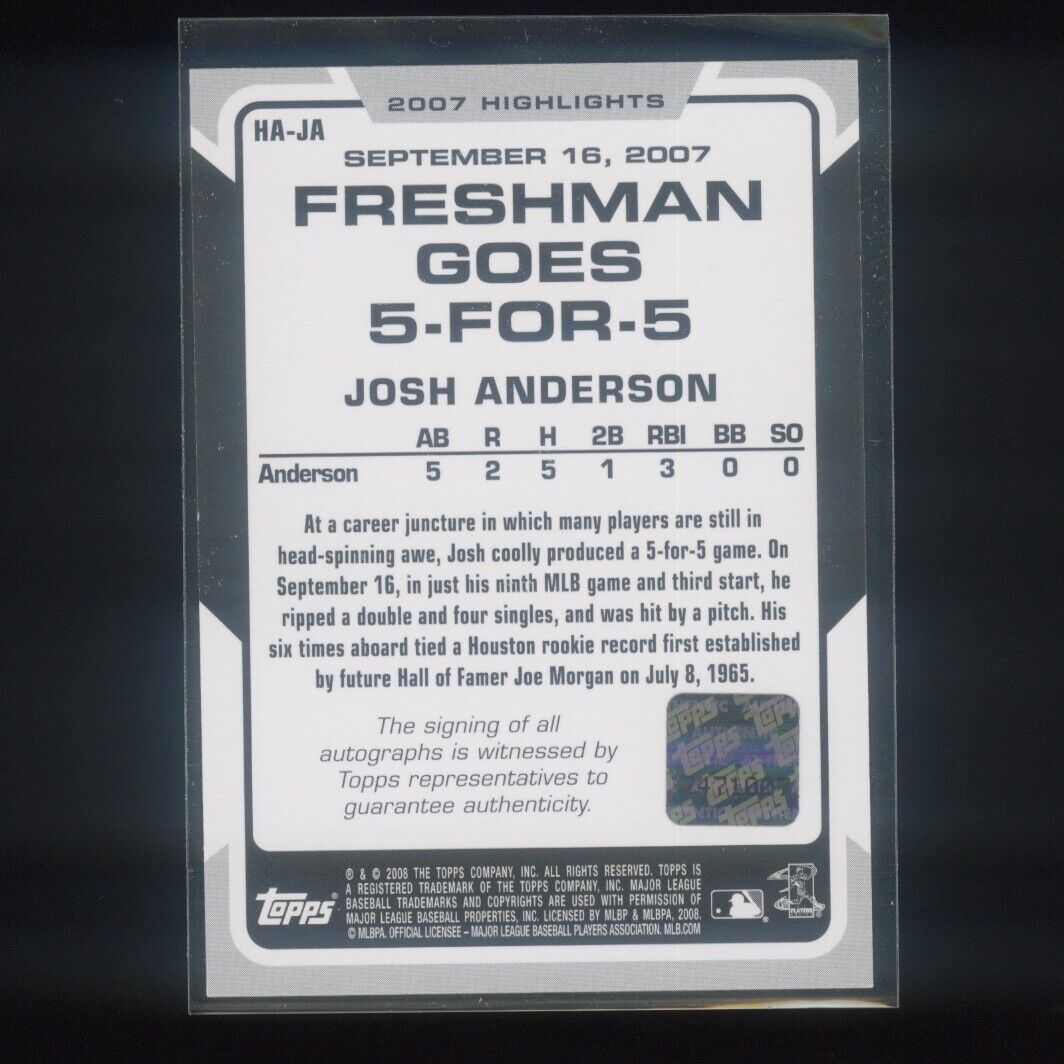 2007 HIGHLIGHTS
HA-JA
SEPTEMBER 16, 2007
FRESHMAN
GOES
5-FOR-5
JOSH ANDERSON
AB R H 2B RBI BB SO
Anderson 5 2 5 1 3 0 0
At a career juncture in which many players are still in
head-spinning awe, Josh coolly produced a 5-for-5 game. On
September 16, in just his ninth MLB game and third start, he
ripped a double and four singles, and was hit by a pitch. His
six times aboard tied a Houston rookie record first established
by future Hall of Famer Joe Morgan on July 8, 1965.
The signing of all
autographs is witnessed by
Topps representatives to
guarantee authenticity.
topps
topps
topps
topps
topps
® & © 2008 THE TOPPS COMPANY, INC. ALL RIGHTS RESERVED. TOPPS IS
A REGISTERED TRADEMARK OF THE TOPPS COMPANY, INC. MAJOR LEAGUE
BASEBALL TRADEMARKS AND COPYRIGHTS ARE USED WITH PERMISSION OF
MAJOR LEAGUE BASEBALL PROPERTIES, INC. LICENSED BY MLBP & MLBPA, 2008.
© MLBPA. OFFICIAL LICENSEE – MAJOR LEAGUE BASEBALL PLAYERS ASSOCIATION. MLB.COM
topps
PLAYERS